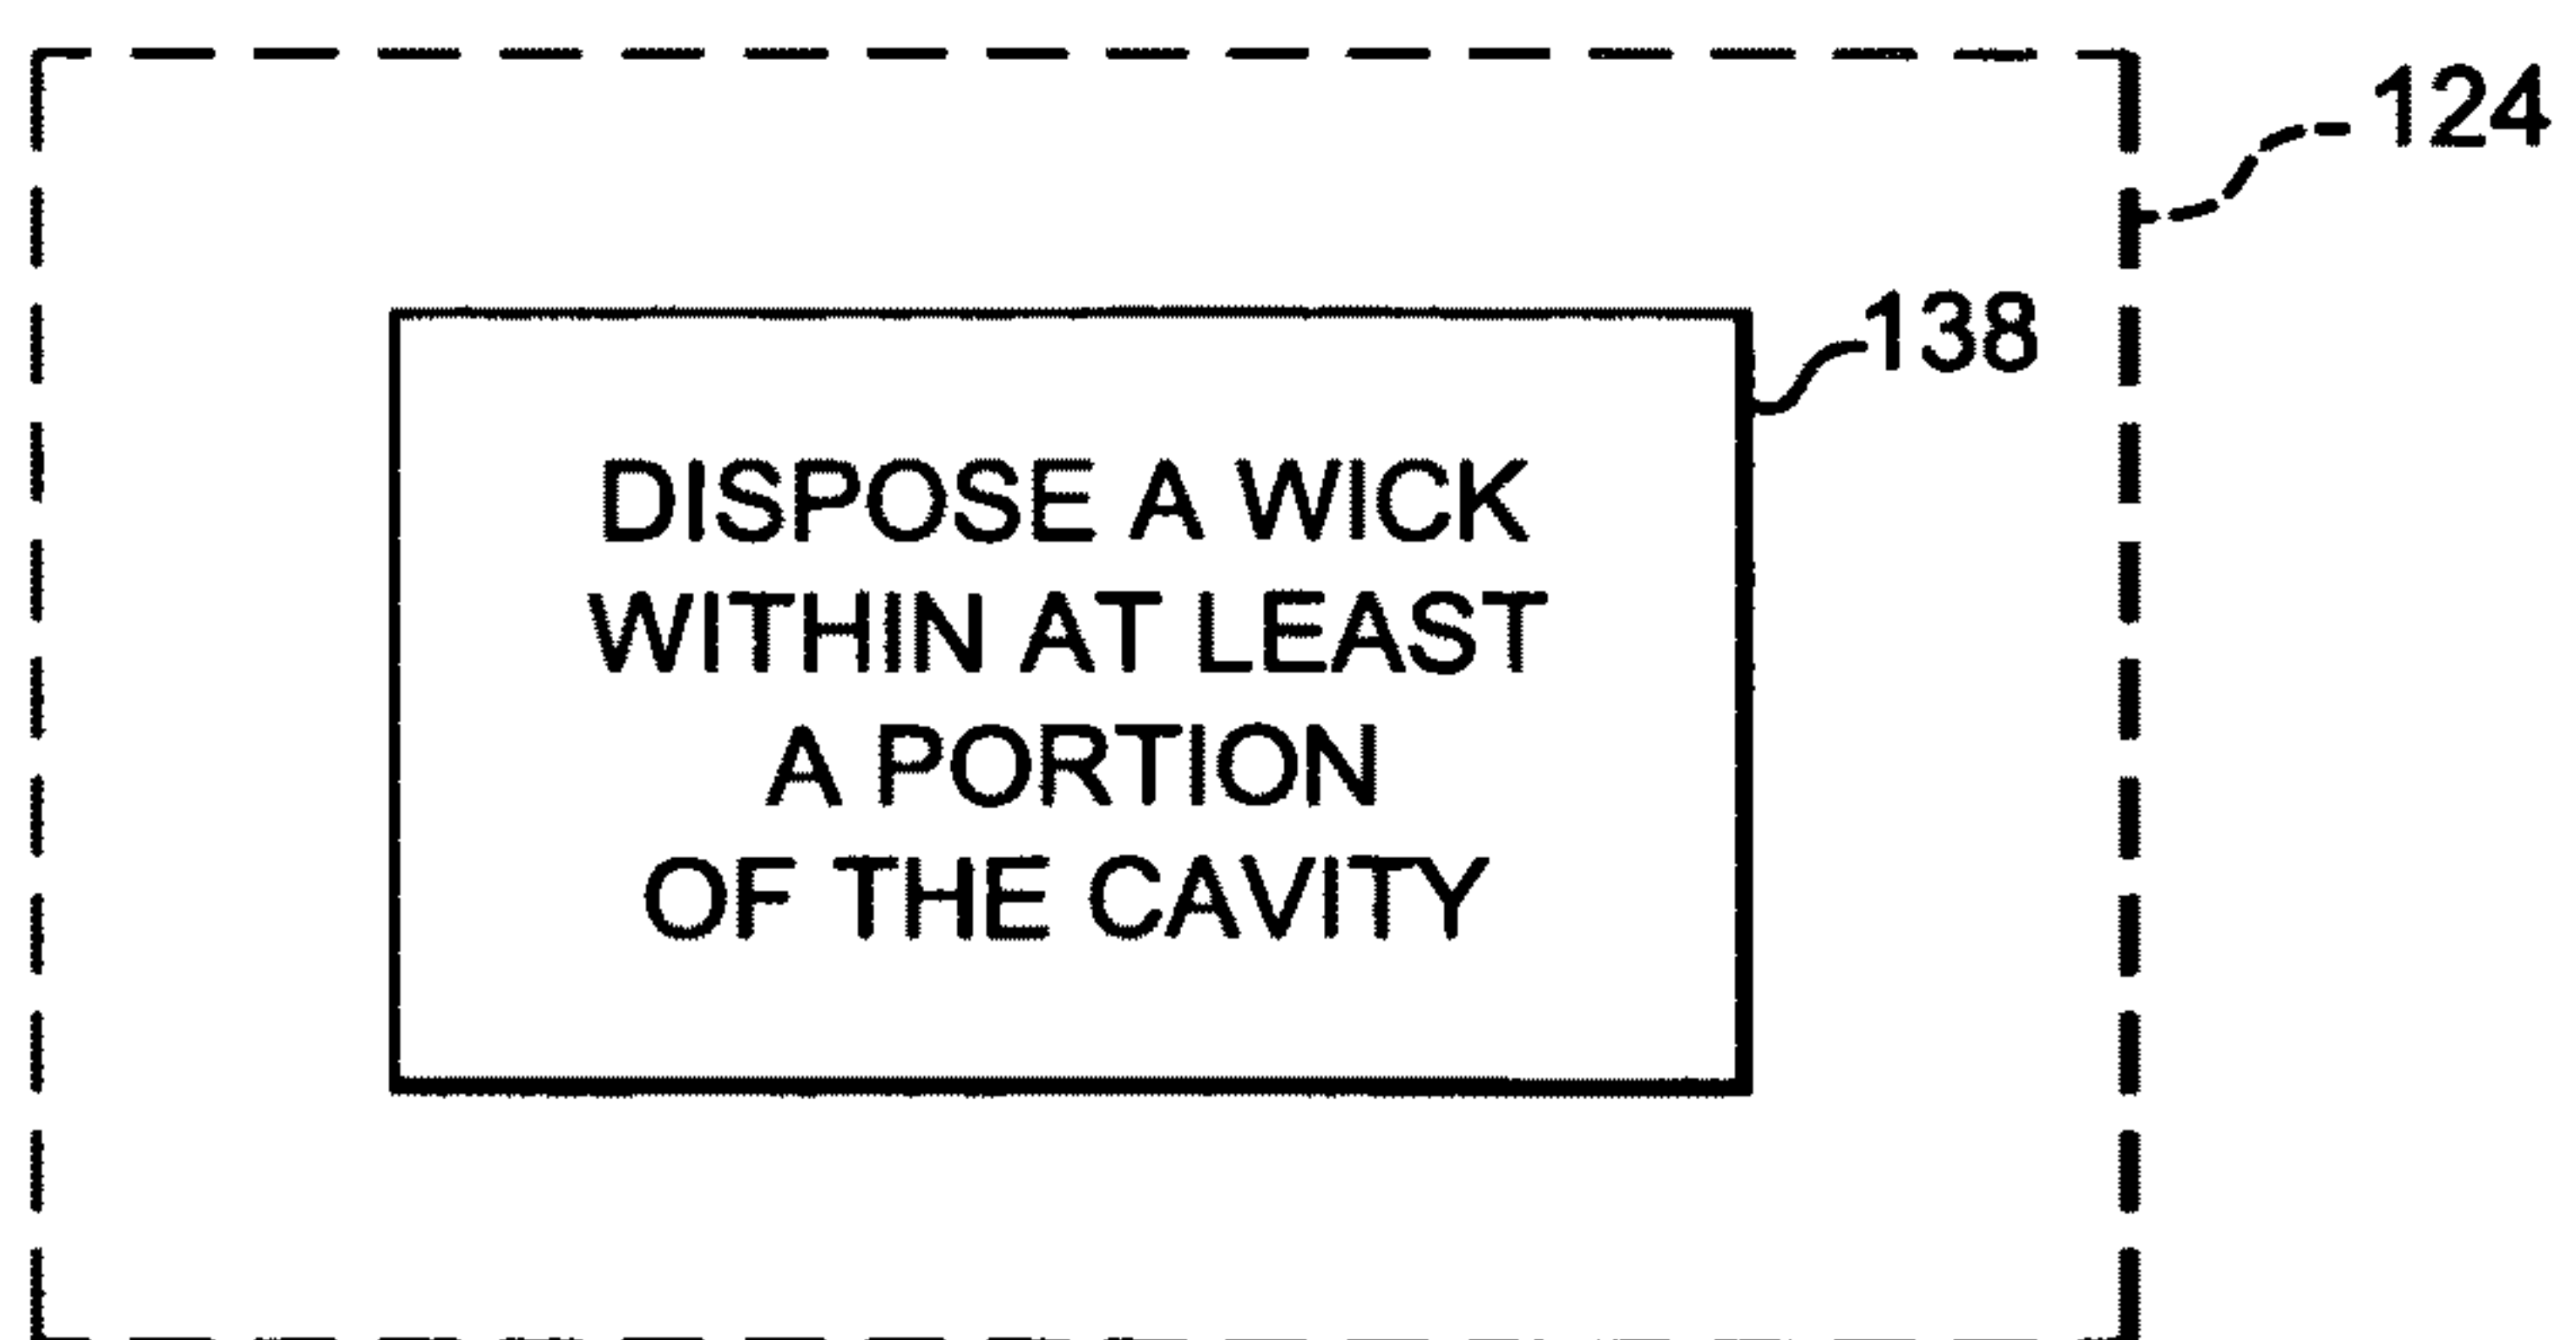 124
138
DISPOSE A WICK
WITHIN AT LEAST
A PORTION
OF THE CAVITY